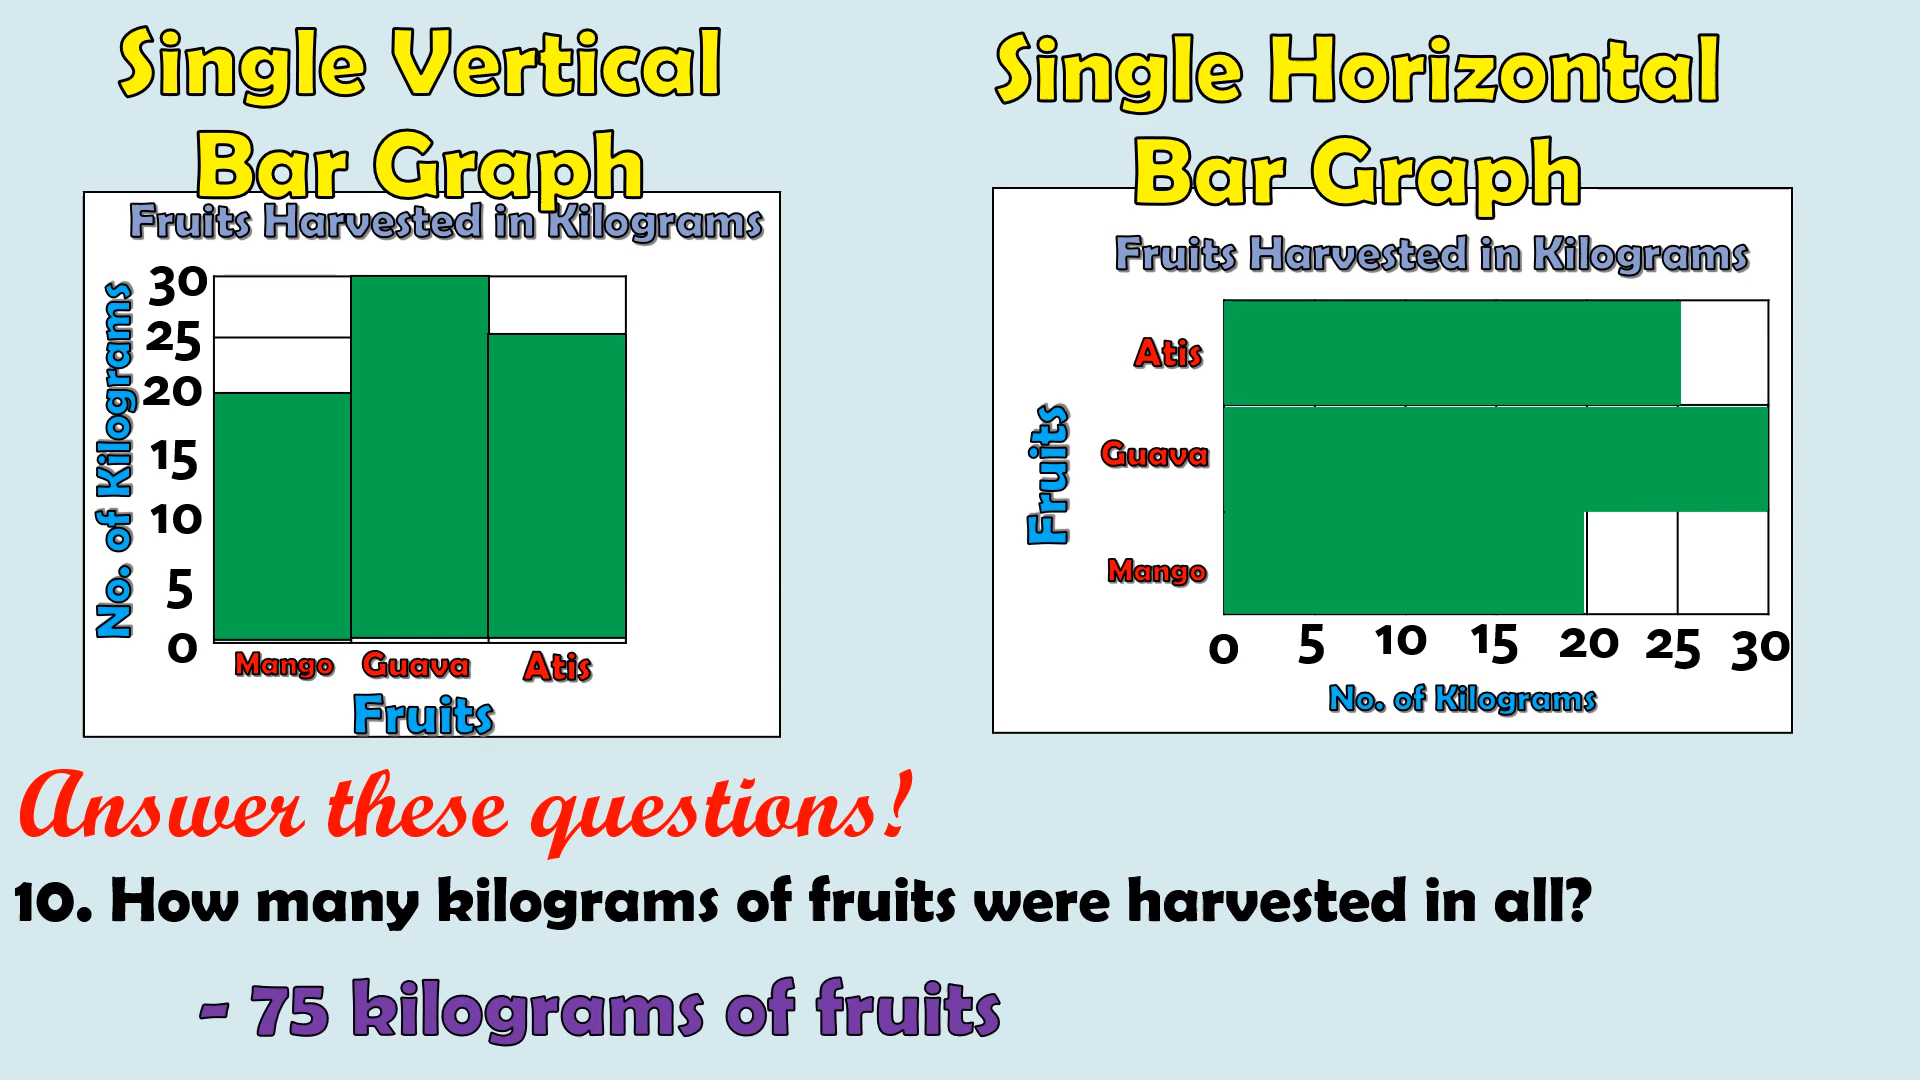 Single Vertical
Bar Graph
Fruits Harvested in Kilograms
No. of Kilograms
30
25
20
15
10
5
0
Mango Guava Atis
Fruits
Single Horizontal
Bar Graph
Fruits Harvested in Kilograms
Fruits
Atis
Guava
Mango
0 5 10 15 20 25 30
No. of Kilograms
Answer these questions!
10. How many kilograms of fruits were harvested in all?
- 75 kilograms of fruits